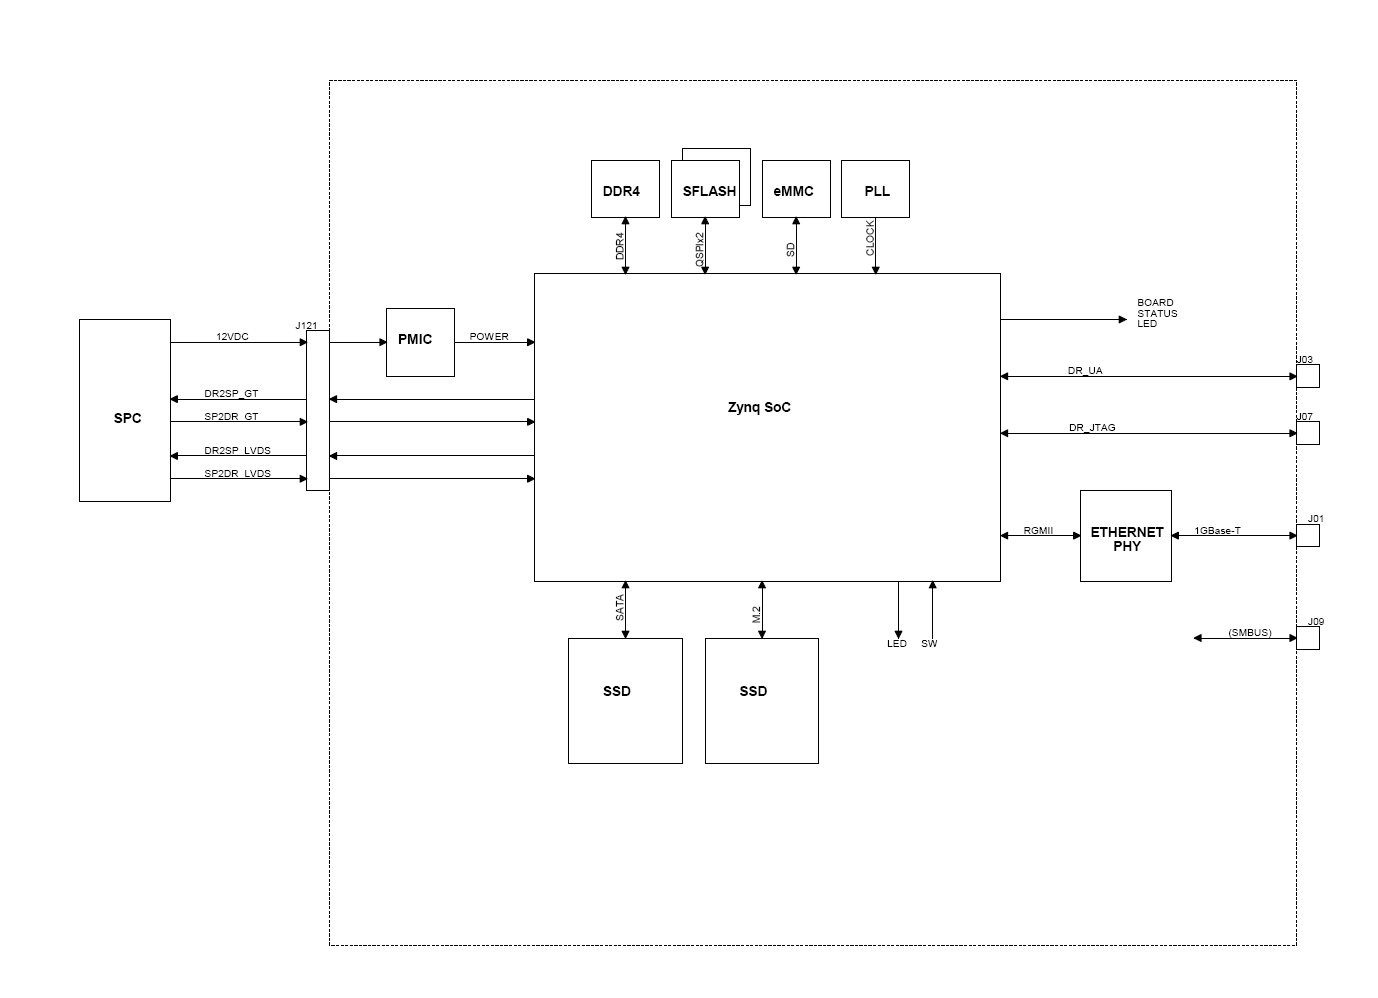 DDR4
SFLASH
eMMC
PLL
DDR4
QSPIx2
SD
CLOCK
BOARD
STATUS
LED
J121
12VDC
PMIC
POWER
J03
DR_UA
DR2SP_GT
SPC
SP2DR_GT
Zynq SoC
J07
DR_JTAG
DR2SP_LVDS
SP2DR_LVDS
J01
RGMII
ETHERNET
PHY
1GBase-T
SATA
M.2
LED
SW
J09
(SMBUS)
SSD
SSD